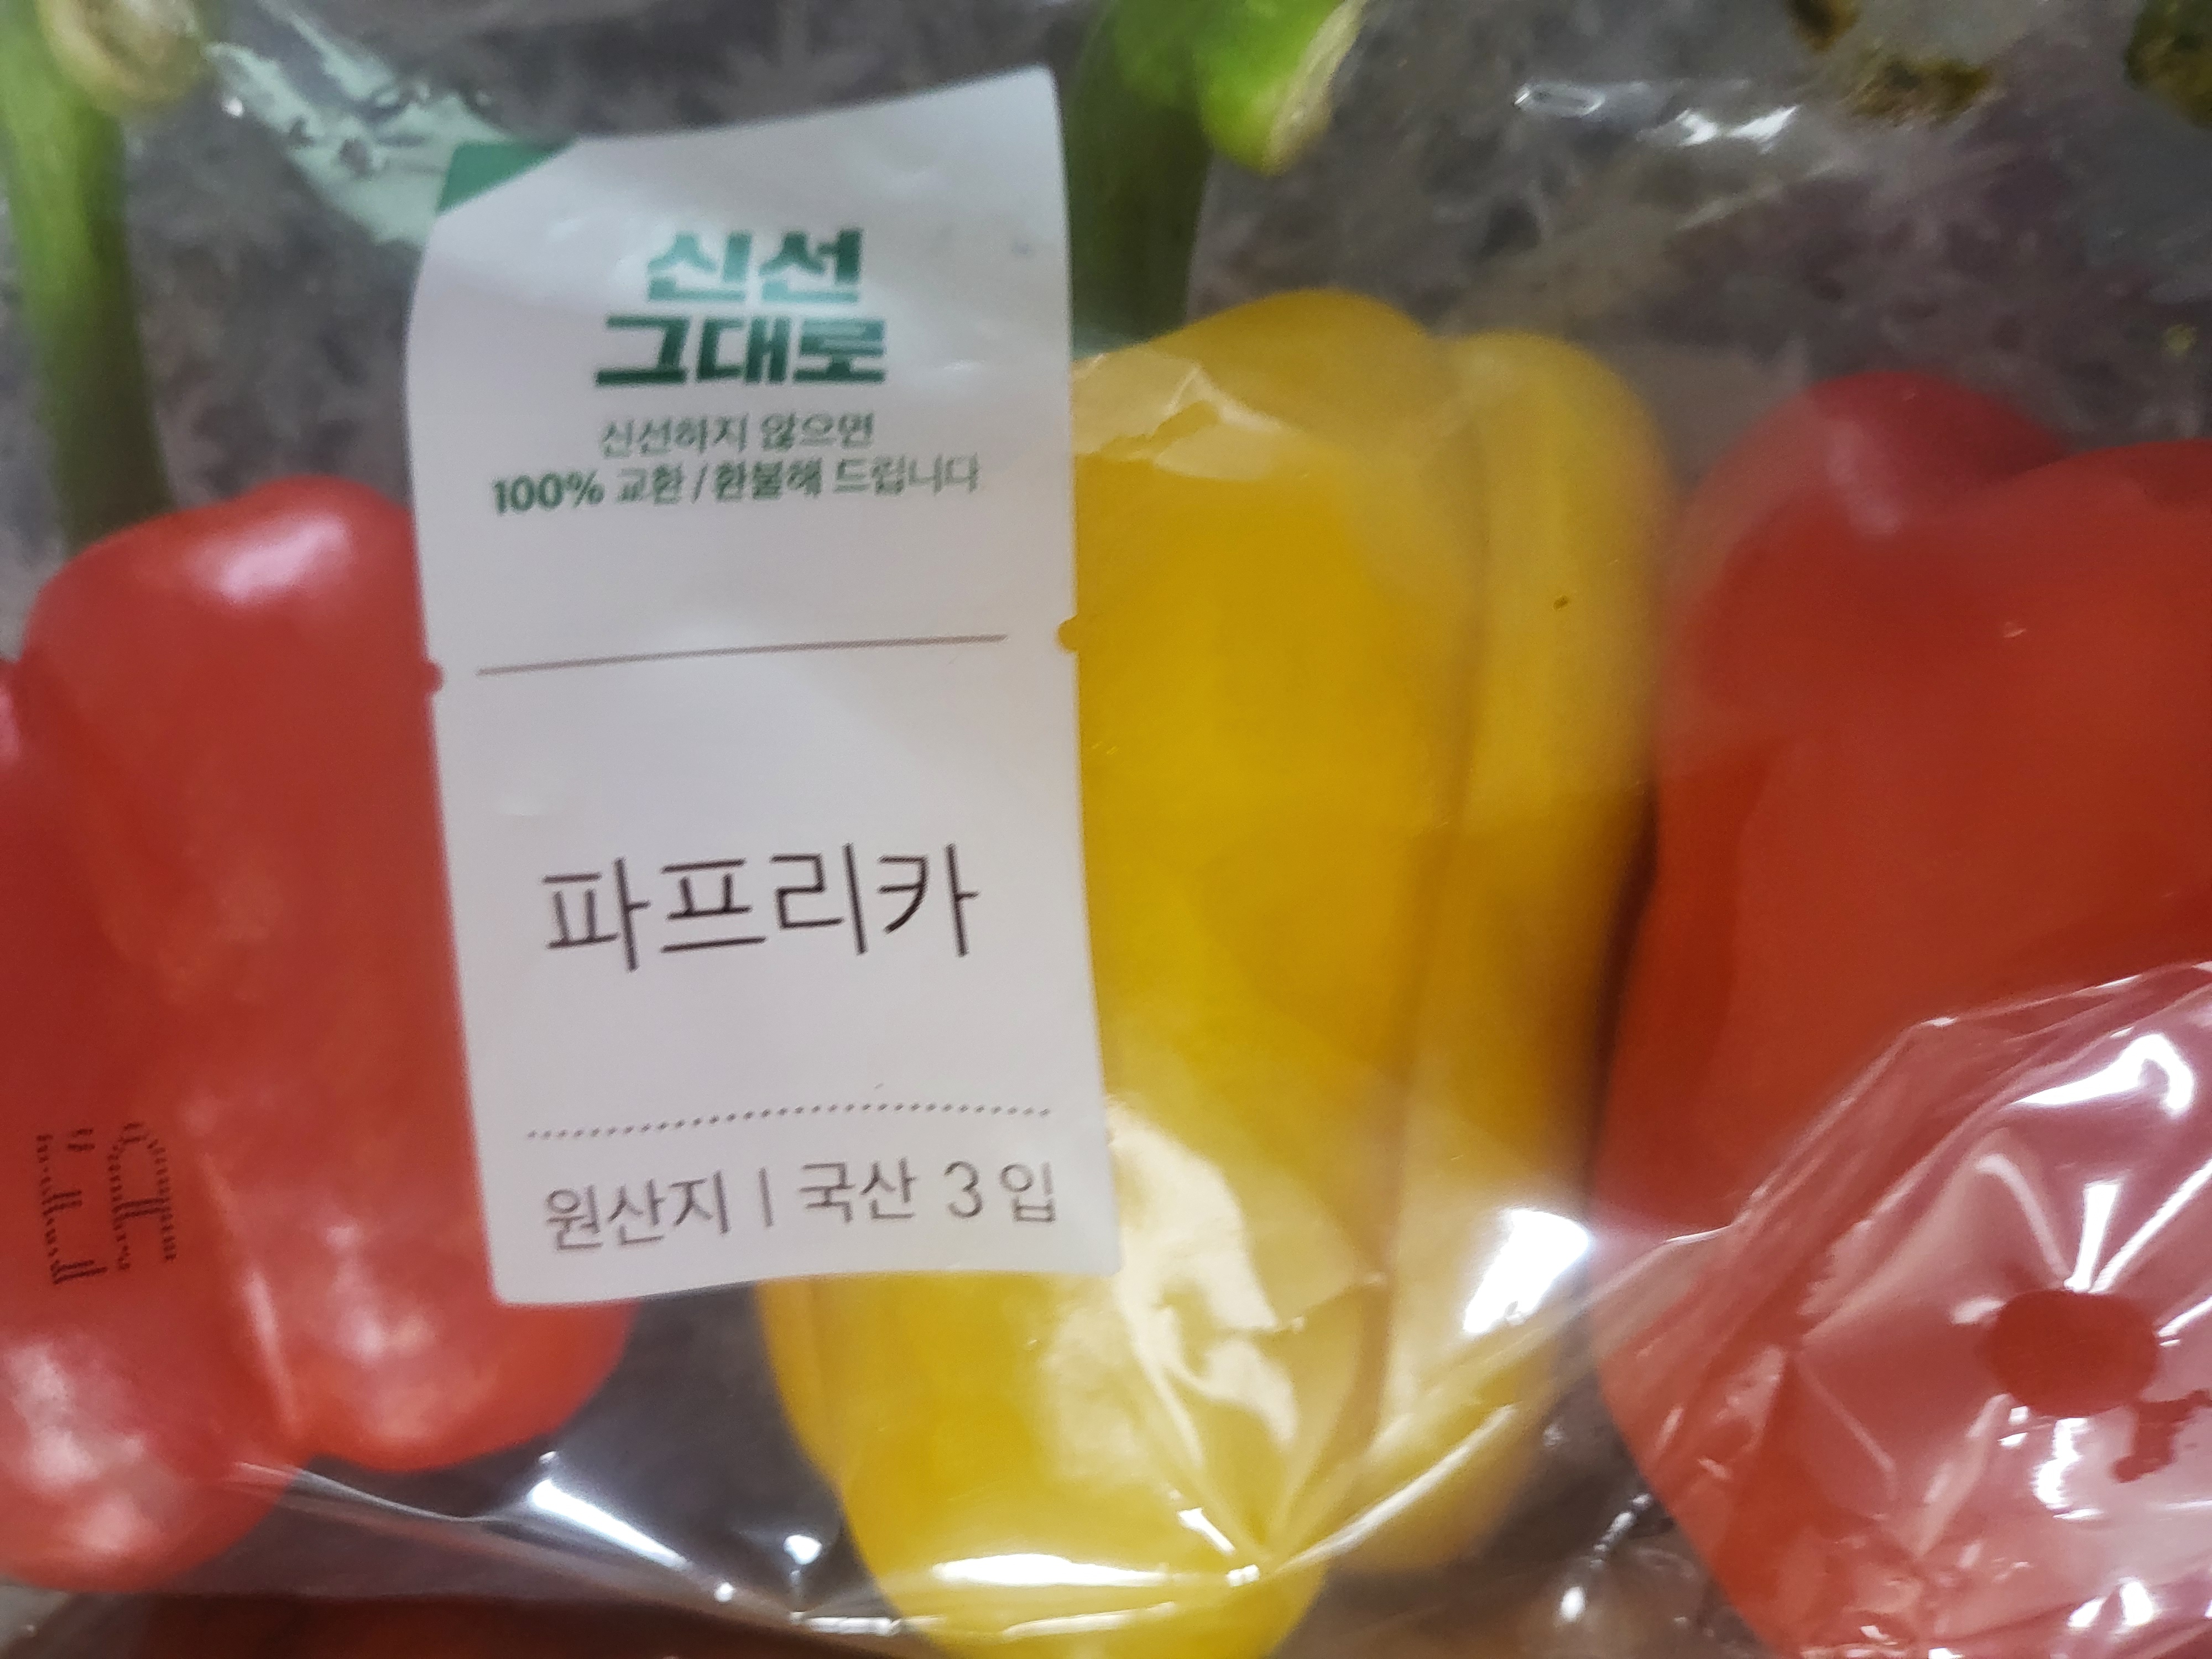 신선
그대로
신선하지 않으면
100% 교환/환불해 드립니다
파프리카
원산지 | 국산 3입